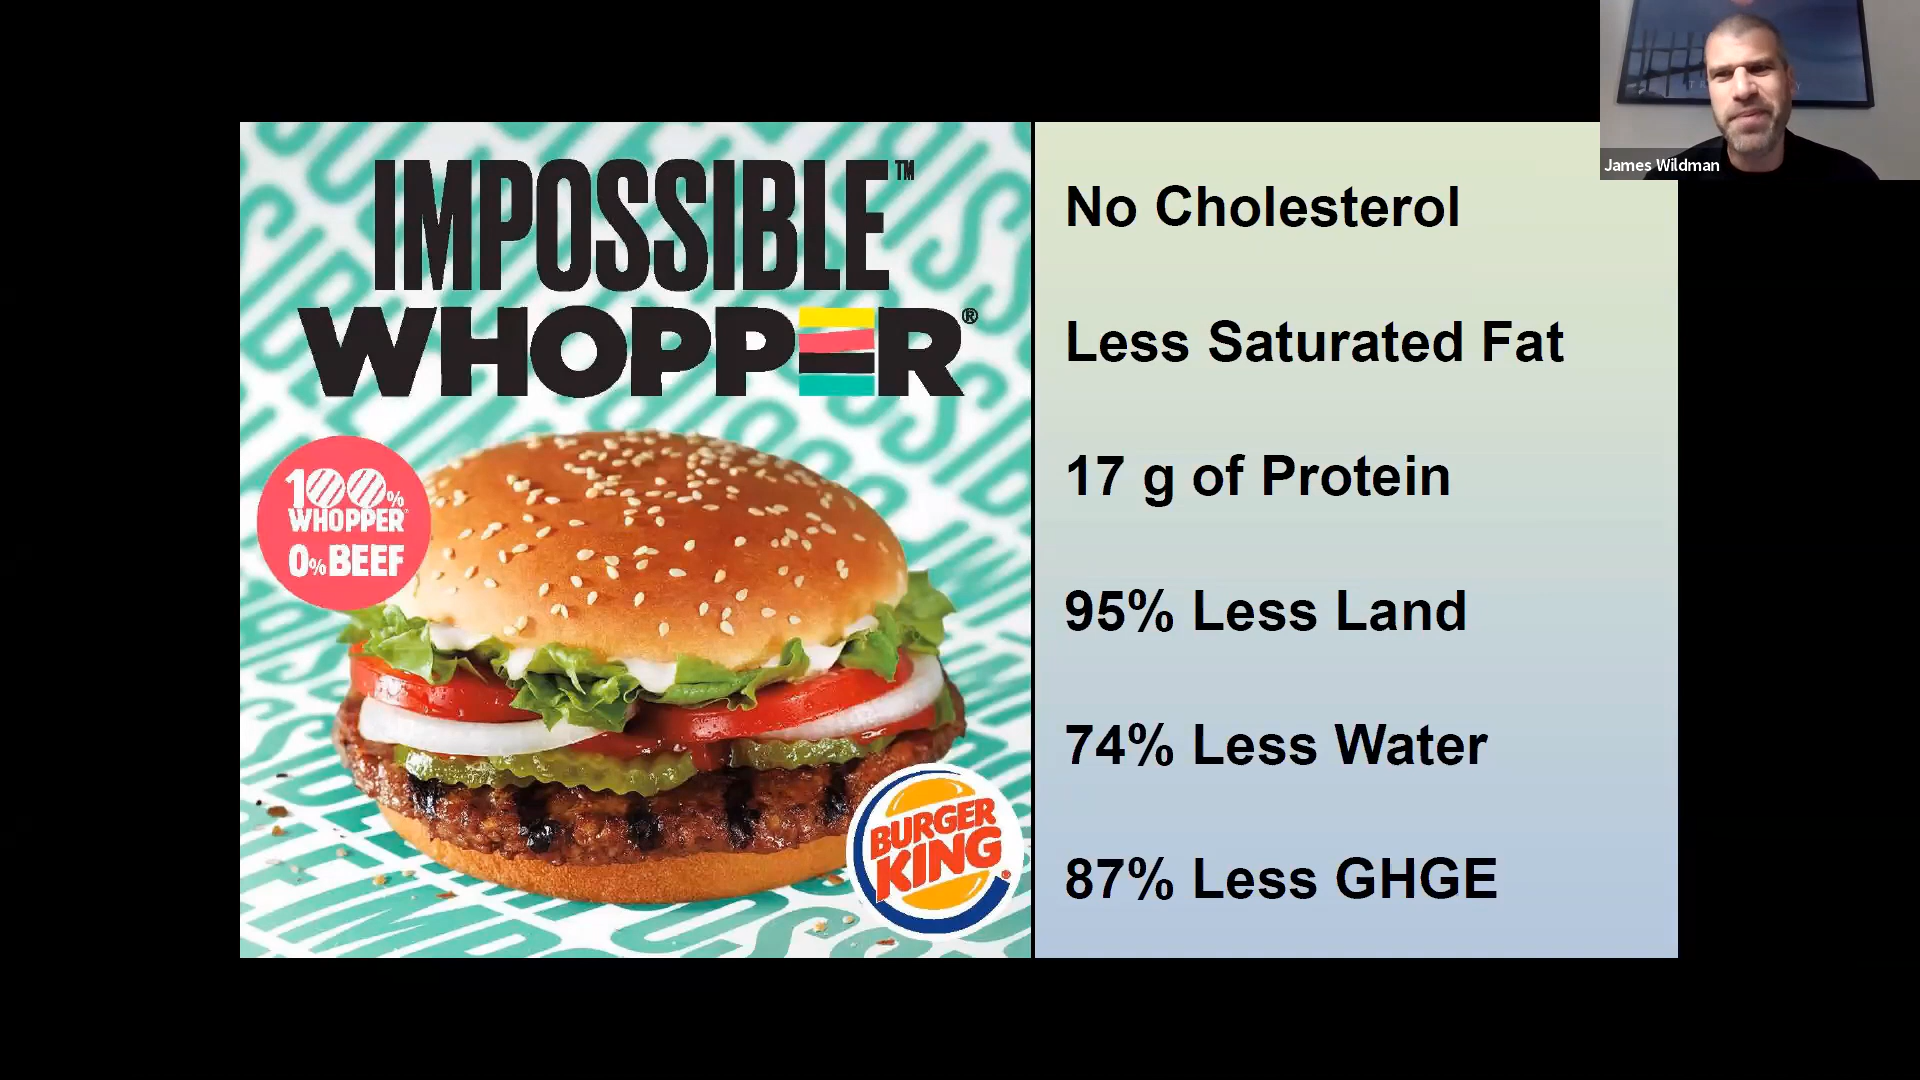 IMPOSSIBLE™
WHOPPER®
100%
WHOPPER™
0% BEEF
BURGER
KING®
No Cholesterol
Less Saturated Fat
17 g of Protein
95% Less Land
74% Less Water
87% Less GHGE
James Wildman